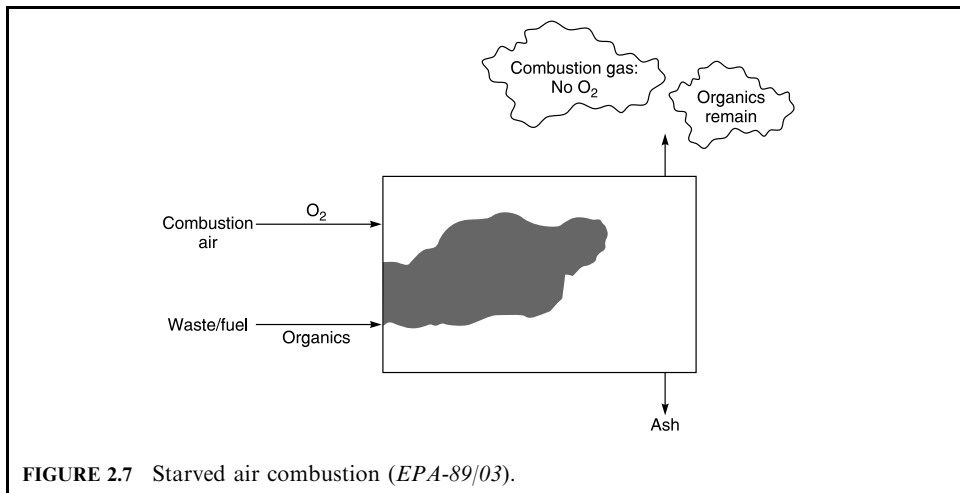 Combustion gas:
No O₂
Organics
remain
O₂
Combustion
air
Waste/fuel
Organics
Ash
FIGURE 2.7 Starved air combustion (EPA-89/03).